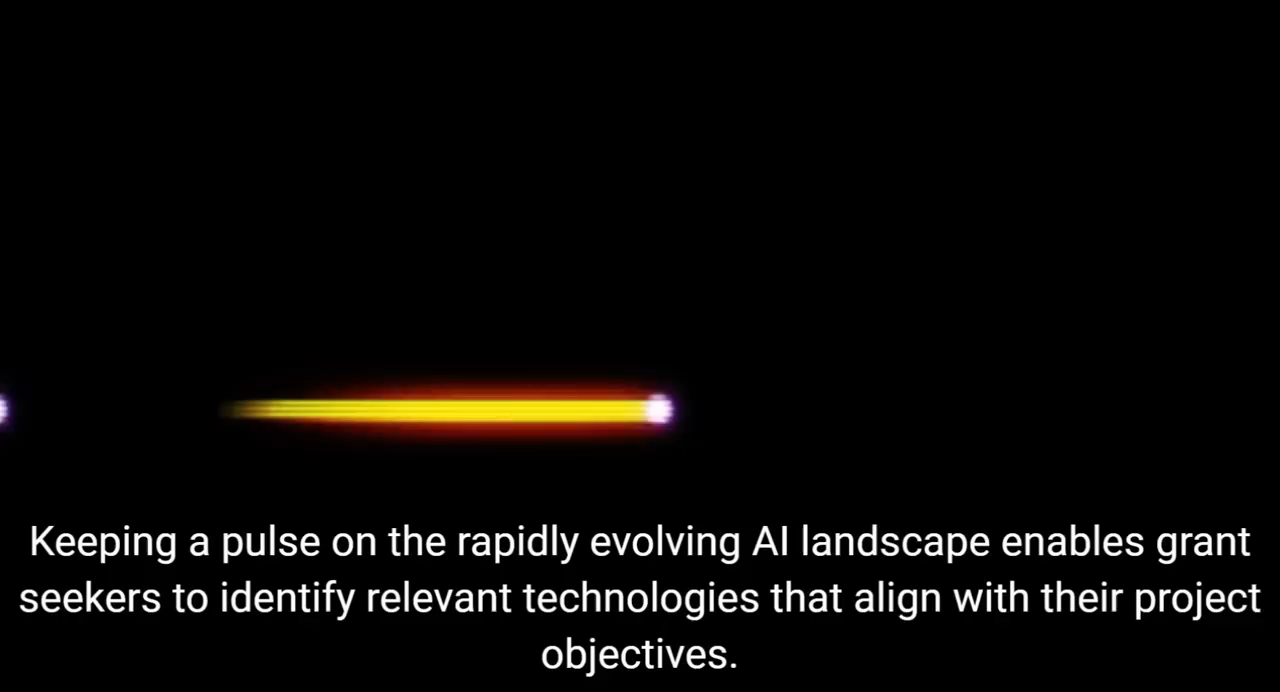 Keeping a pulse on the rapidly evolving AI landscape enables grant
seekers to identify relevant technologies that align with their project
objectives.